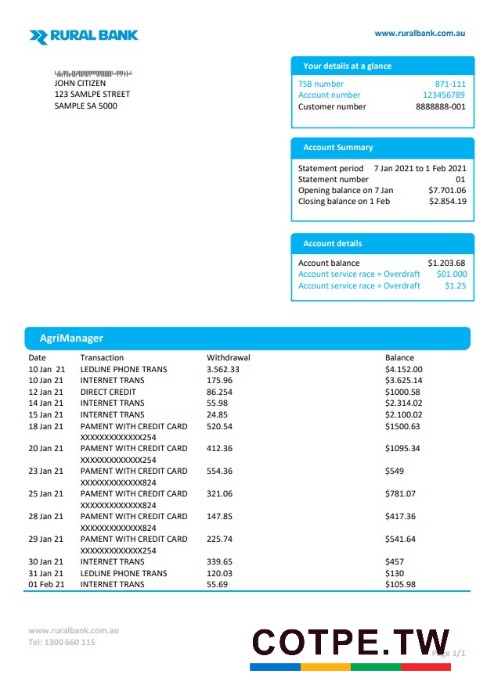 RURAL BANK
www.ruralbank.com.au
JOHN CITIZEN
123 SAMLPE STREET
SAMPLE SA 5000
Your details at a glance
TSB number 871-111
Account number 123456789
Customer number 8888888-001
Account Summary
Statement period 7 Jan 2021 to 1 Feb 2021
Statement number 01
Opening balance on 7 Jan $7.701.06
Closing balance on 1 Feb $2.854.19
Account details
Account balance $1.203.68
Account service race = Overdraft $01.000
Account service race = Overdraft $1.25
AgriManager
Date Transaction Withdrawal Balance
10 Jan 21 LEDLINE PHONE TRANS 3.562.33 $4.152.00
10 Jan 21 INTERNET TRANS 175.96 $3.625.14
12 Jan 21 DIRECT CREDIT 86.254 $1000.58
14 Jan 21 INTERNET TRANS 55.98 $2.314.02
15 Jan 21 INTERNET TRANS 24.85 $2.100.02
18 Jan 21 PAMENT WITH CREDIT CARD 520.54 $1500.63
XXXXXXXXXXXXX254
20 Jan 21 PAMENT WITH CREDIT CARD 412.36 $1095.34
XXXXXXXXXXXXX254
23 Jan 21 PAMENT WITH CREDIT CARD 554.36 $549
XXXXXXXXXXXXX824
25 Jan 21 PAMENT WITH CREDIT CARD 321.06 $781.07
XXXXXXXXXXXXX824
28 Jan 21 PAMENT WITH CREDIT CARD 147.85 $417.36
XXXXXXXXXXXXX824
29 Jan 21 PAMENT WITH CREDIT CARD 225.74 $541.64
XXXXXXXXXXXXX254
30 Jan 21 INTERNET TRANS 339.65 $457
31 Jan 21 LEDLINE PHONE TRANS 120.03 $130
01 Feb 21 INTERNET TRANS 55.69 $105.98
www.ruralbank.com.au
Tel: 1300 660 115
COTPE.TW
Page 1/1